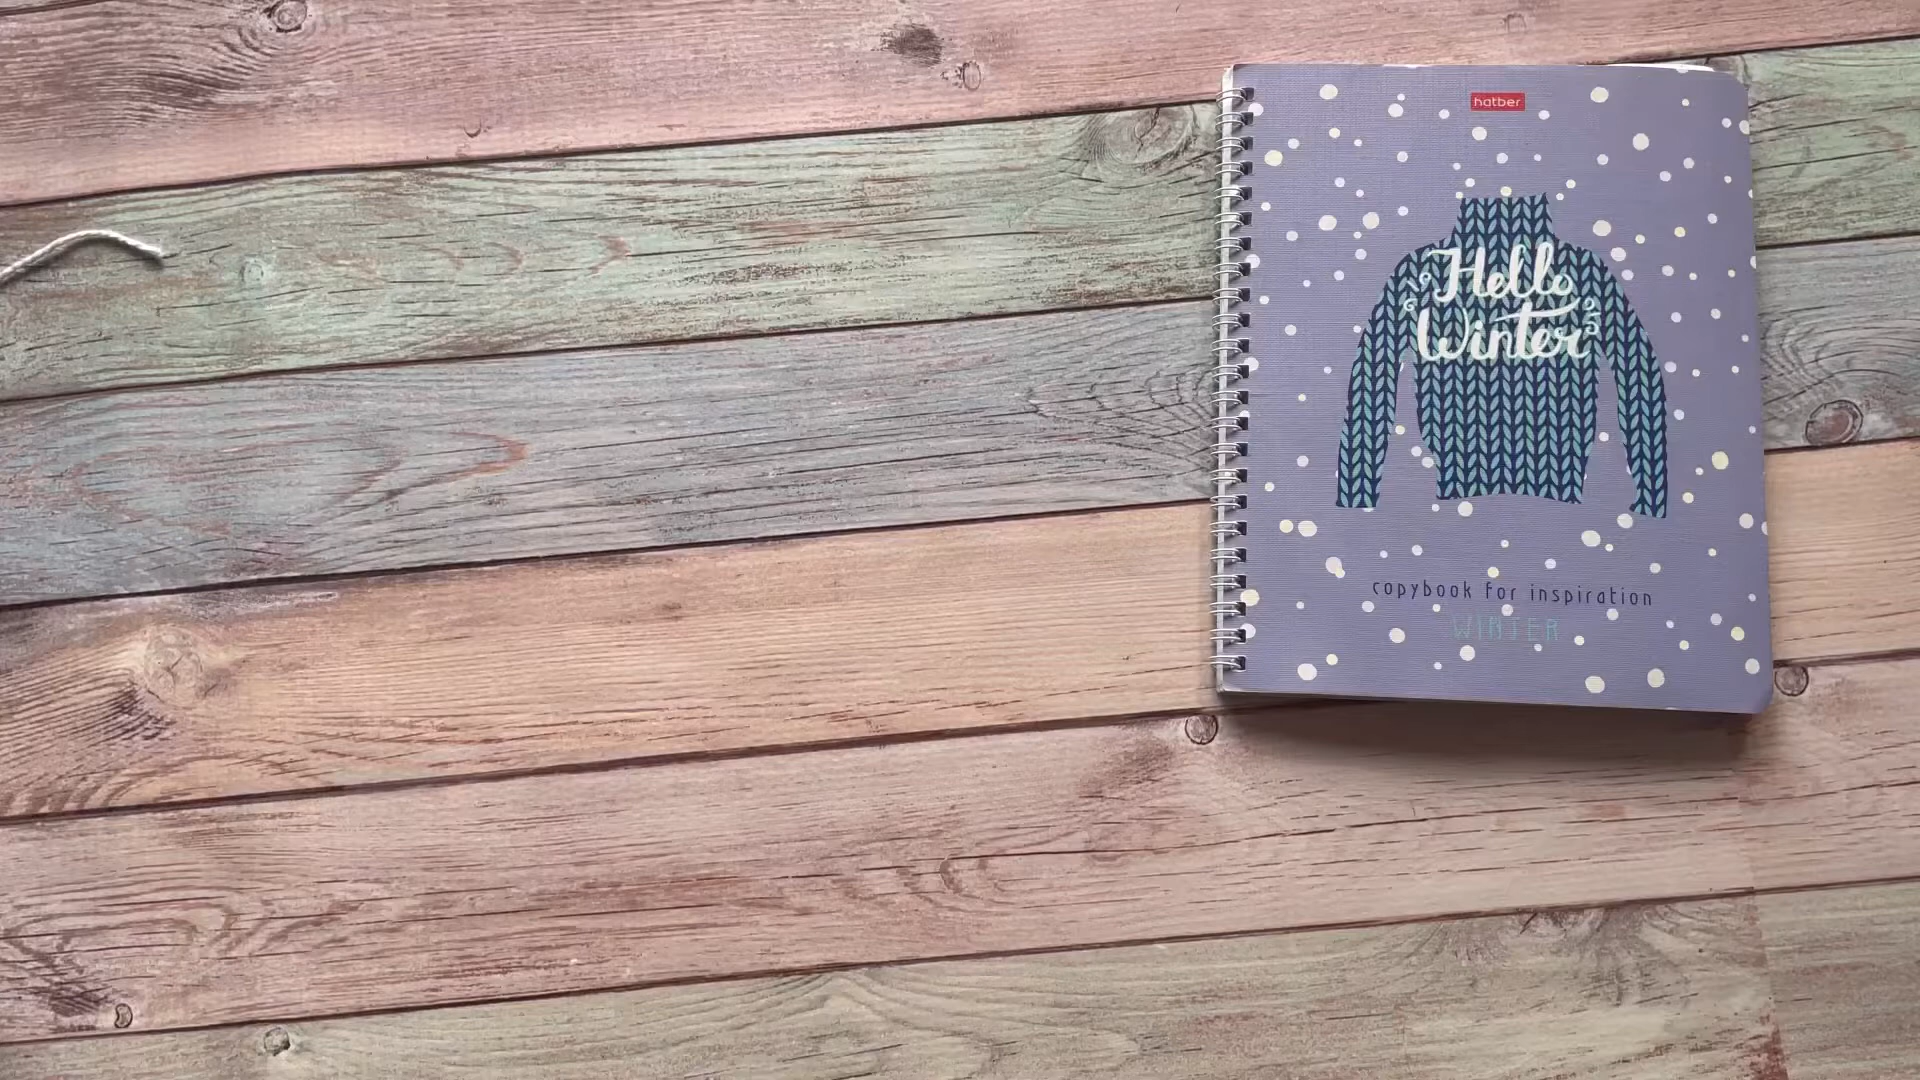 hatber
Hello
Winter
copybook for inspiration
WINTER